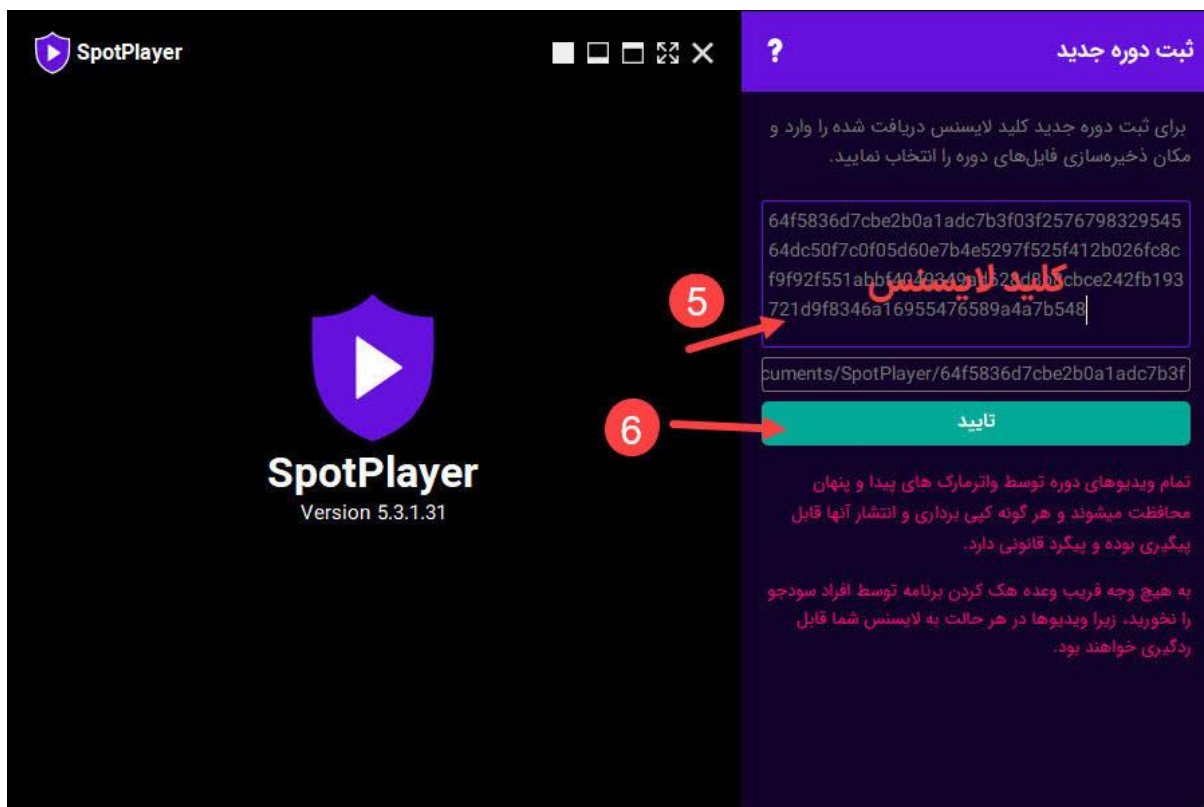 SpotPlayer
? ثبت دوره جدید
برای ثبت دوره جدید کلید لایسنس دریافت شده را وارد و
مکان ذخیره‌سازی فایل‌های دوره را انتخاب نمایید.
64f5836d7cbe2b0a1adc7b3f03f2576798329545
64dc50f7c0f05d60e7b4e5297f525f412b026fc8c
f9f92f551abbf4049349ad628d8b8cbce242fb193
کلید لایسنس
721d9f8346a16955476589a4a7b548
5
cuments/SpotPlayer/64f5836d7cbe2b0a1adc7b3f
تایید
6
SpotPlayer
Version 5.3.1.31
تمام ویدیوهای دوره توسط واترمارک های پیدا و پنهان
محافظت میشوند و هر گونه کپی برداری و انتشار آنها قابل
پیگیری بوده و پیگرد قانونی دارد.
به هیچ وجه فریب وعده هک کردن برنامه توسط افراد سودجو
را نخورید، زیرا ویدیوها در هر حالت به لایسنس شما قابل
ردگیری خواهند بود.